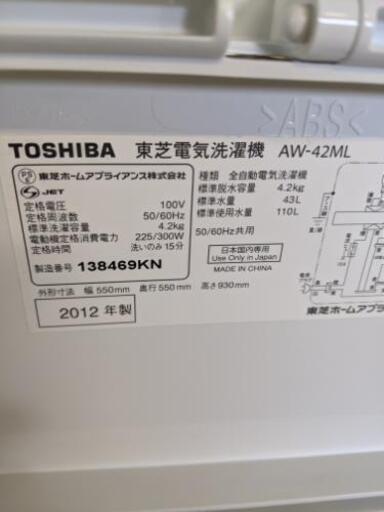 >ABS<
TOSHIBA 東芝電気洗濯機 AW-42ML
PS E
東芝ホームアプライアンス株式会社
S JET
定格電圧 100V
定格周波数 50/60Hz
標準洗濯容量 4.2kg
電動機定格消費電力 225/300W
定格時間 洗いのみ15分
製造番号 138469KN
種類 全自動電気洗濯機
標準脱水容量 4.2kg
標準水量 43L
標準使用水量 110L
50/60Hz共用
日本国内専用
Use Only in Japan
MADE IN CHINA
外形寸法 幅550mm 奥行550mm 高さ930mm
2012年製
東芝ホームアプライアンス